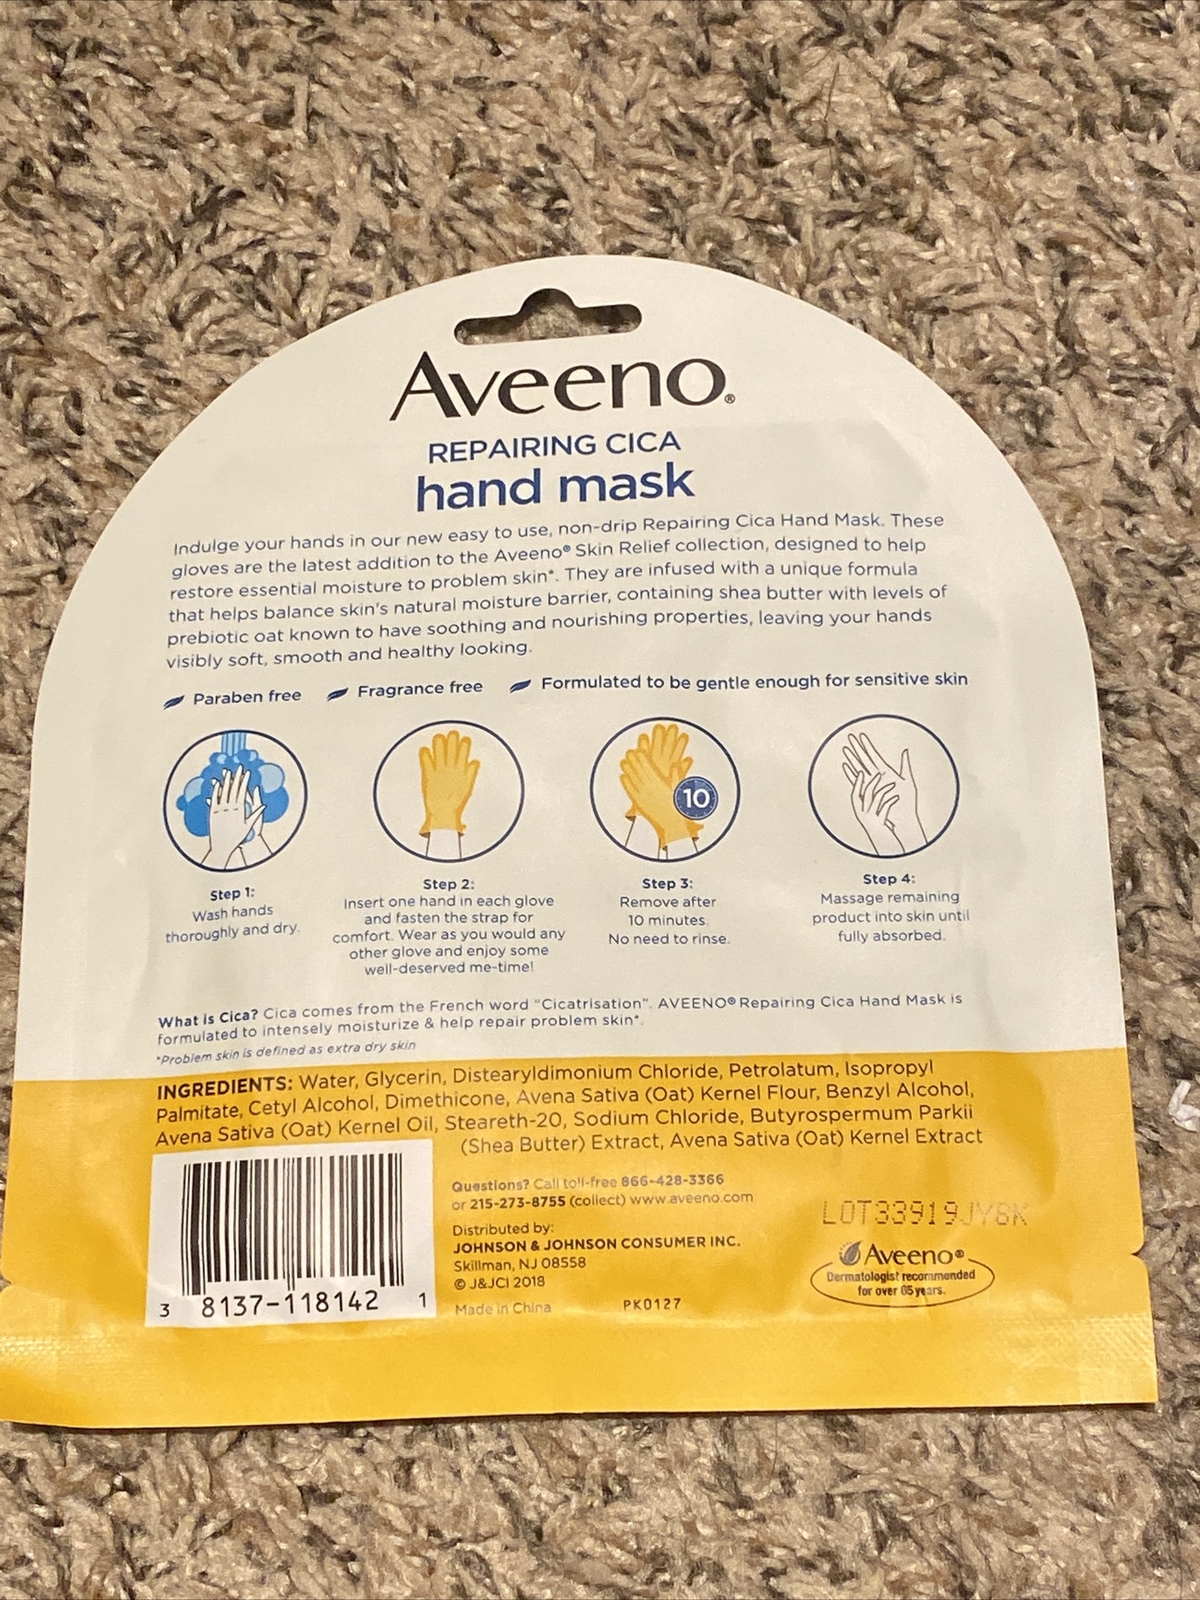 Aveeno®
REPAIRING CICA
hand mask
Indulge your hands in our new easy to use, non-drip Repairing Cica Hand Mask. These
gloves are the latest addition to the Aveeno® Skin Relief collection, designed to help
restore essential moisture to problem skin*. They are infused with a unique formula
that helps balance skin's natural moisture barrier, containing shea butter with levels of
prebiotic oat known to have soothing and nourishing properties, leaving your hands
visibly soft, smooth and healthy looking.
Paraben free Fragrance free Formulated to be gentle enough for sensitive skin
10
Step 1:
Wash hands
thoroughly and dry.
Step 2:
Insert one hand in each glove
and fasten the strap for
comfort. Wear as you would any
other glove and enjoy some
well-deserved me-time!
Step 3:
Remove after
10 minutes.
No need to rinse.
Step 4:
Massage remaining
product into skin until
fully absorbed.
What is Cica? Cica comes from the French word "Cicatrisation". AVEENO® Repairing Cica Hand Mask is
formulated to intensely moisturize & help repair problem skin*.
*Problem skin is defined as extra dry skin
INGREDIENTS: Water, Glycerin, Distearyldimonium Chloride, Petrolatum, Isopropyl
Palmitate, Cetyl Alcohol, Dimethicone, Avena Sativa (Oat) Kernel Flour, Benzyl Alcohol,
Avena Sativa (Oat) Kernel Oil, Steareth-20, Sodium Chloride, Butyrospermum Parkii
(Shea Butter) Extract, Avena Sativa (Oat) Kernel Extract
3 8137-118142 1
Questions? Call toll-free 866-428-3366
or 215-273-8755 (collect) www.aveeno.com
Distributed by:
JOHNSON & JOHNSON CONSUMER INC.
Skillman, NJ 08558
© J&JCI 2018
Made in China PK0127
LOT33919JY8K
Aveeno®
Dermatologist recommended
for over 65 years.